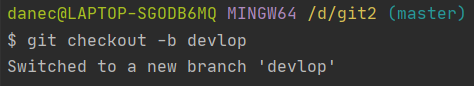 danec@LAPTOP-SGODB6MQ MINGW64 /d/git2 (master)
$ git checkout -b devlop
Switched to a new branch 'devlop'